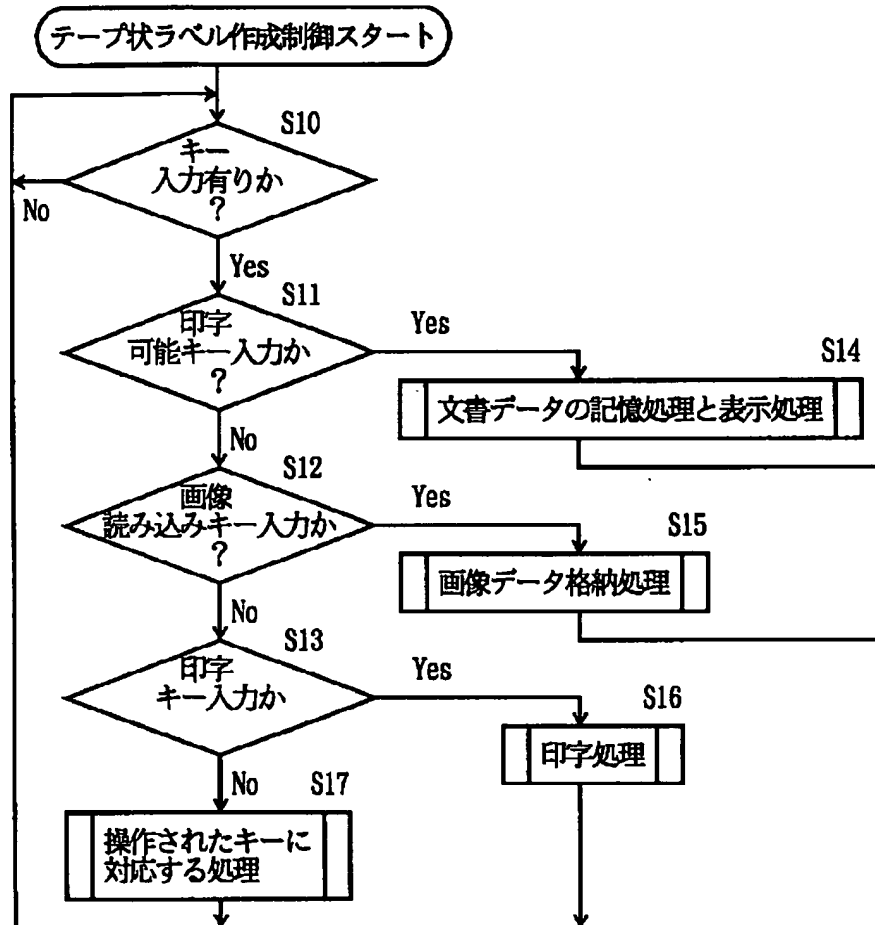 テープ状ラベル作成制御スタート
S10
キー
入力有りか
?
No
Yes
S11
印字
可能キー入力か
?
Yes
S14
文書データの記憶処理と表示処理
No
S12
画像
読み込みキー入力か
?
Yes
S15
画像データ格納処理
No
S13
印字
キー入力か
Yes
S16
印字処理
No
S17
操作されたキーに
対応する処理